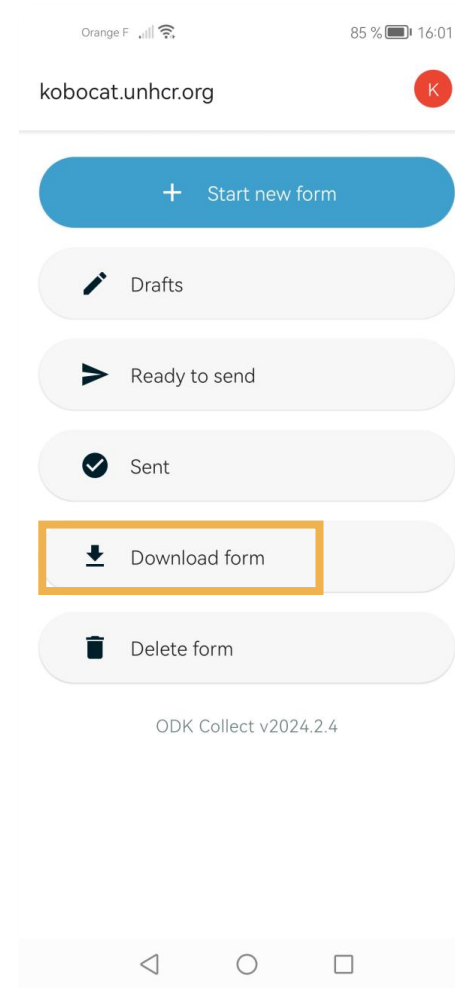 Orange F 85 % 16:01
kobocat.unhcr.org K
Start new form
Drafts
Ready to send
Sent
Download form
Delete form
ODK Collect v2024.2.4